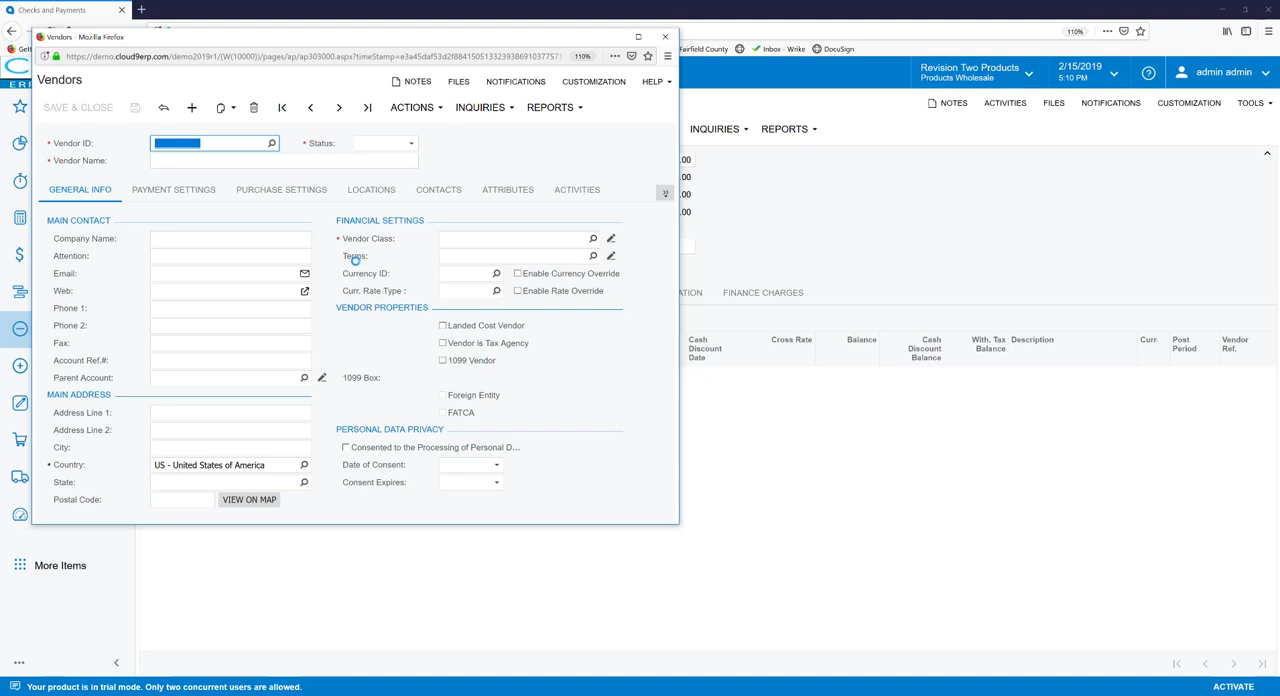 Checks and Payments
Vendors - Mozilla Firefox
110%
https://demo.cloud9erp.com/demo2019r1/(W(10000))/pages/ap/ap303000.aspx?timeStamp=
110%
Fairfield County
Inbox - Wrike
DocuSign
Revision Two Products
Products Wholesale
2/15/2019
5:10 PM
admin admin
Vendors
NOTES
FILES
NOTIFICATIONS
CUSTOMIZATION
HELP
NOTES
ACTIVITIES
FILES
NOTIFICATIONS
CUSTOMIZATION
TOOLS
SAVE & CLOSE
ACTIONS
INQUIRIES
REPORTS
INQUIRIES
REPORTS
* Vendor ID:
* Status:
* Vendor Name:
.00
.00
.00
.00
GENERAL INFO
PAYMENT SETTINGS
PURCHASE SETTINGS
LOCATIONS
CONTACTS
ATTRIBUTES
ACTIVITIES
MAIN CONTACT
FINANCIAL SETTINGS
Company Name:
* Vendor Class:
Attention:
Terms:
Email:
Currency ID:
Enable Currency Override
Web:
Curr. Rate Type :
Enable Rate Override
Phone 1:
VENDOR PROPERTIES
Phone 2:
Landed Cost Vendor
Fax:
Vendor is Tax Agency
Account Ref.#:
1099 Vendor
Parent Account:
1099 Box:
MAIN ADDRESS
Foreign Entity
Address Line 1:
FATCA
Address Line 2:
PERSONAL DATA PRIVACY
City:
Consented to the Processing of Personal D...
* Country:
US - United States of America
Date of Consent:
State:
Consent Expires:
Postal Code:
VIEW ON MAP
ATION
FINANCE CHARGES
Cash Discount Date
Cross Rate
Balance
Cash Discount Balance
With. Tax Balance
Description
Curre
Post Period
Vendor Ref.
More Items
Your product is in trial mode. Only two concurrent users are allowed.
ACTIVATE